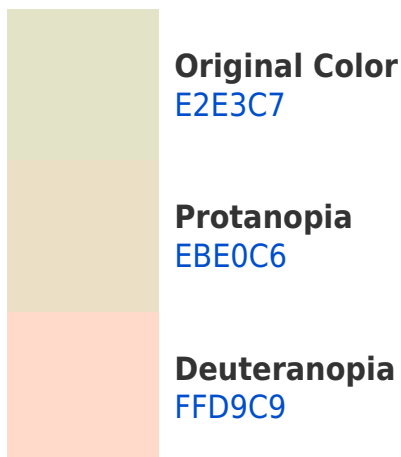 Original Color
E2E3C7
Protanopia
EBE0C6
Deuteranopia
FFD9C9